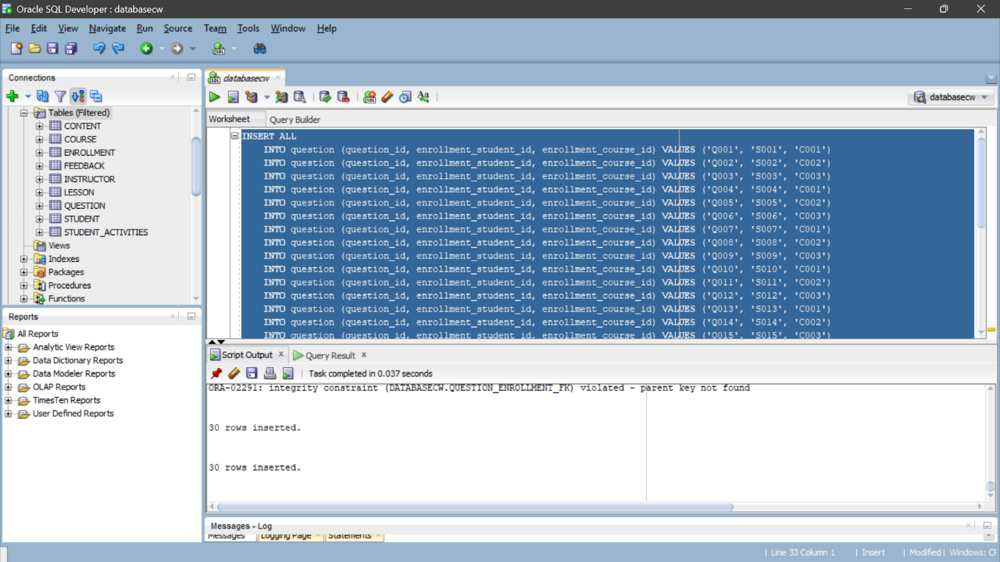 Oracle SQL Developer : databasecw
File Edit View Navigate Run Source Team Tools Window Help
Connections
Tables (Filtered)
CONTENT
COURSE
ENROLLMENT
FEEDBACK
INSTRUCTOR
LESSON
QUESTION
STUDENT
STUDENT_ACTIVITIES
Views
Indexes
Packages
Procedures
Functions
Reports
All Reports
Analytic View Reports
Data Dictionary Reports
Data Modeler Reports
OLAP Reports
TimesTen Reports
User Defined Reports
databasecw
databasecw
Worksheet Query Builder
INSERT ALL
INTO question (question_id, enrollment_student_id, enrollment_course_id) VALUES ('Q001', 'S001', 'C001')
INTO question (question_id, enrollment_student_id, enrollment_course_id) VALUES ('Q002', 'S002', 'C002')
INTO question (question_id, enrollment_student_id, enrollment_course_id) VALUES ('Q003', 'S003', 'C003')
INTO question (question_id, enrollment_student_id, enrollment_course_id) VALUES ('Q004', 'S004', 'C001')
INTO question (question_id, enrollment_student_id, enrollment_course_id) VALUES ('Q005', 'S005', 'C002')
INTO question (question_id, enrollment_student_id, enrollment_course_id) VALUES ('Q006', 'S006', 'C003')
INTO question (question_id, enrollment_student_id, enrollment_course_id) VALUES ('Q007', 'S007', 'C001')
INTO question (question_id, enrollment_student_id, enrollment_course_id) VALUES ('Q008', 'S008', 'C002')
INTO question (question_id, enrollment_student_id, enrollment_course_id) VALUES ('Q009', 'S009', 'C003')
INTO question (question_id, enrollment_student_id, enrollment_course_id) VALUES ('Q010', 'S010', 'C001')
INTO question (question_id, enrollment_student_id, enrollment_course_id) VALUES ('Q011', 'S011', 'C002')
INTO question (question_id, enrollment_student_id, enrollment_course_id) VALUES ('Q012', 'S012', 'C003')
INTO question (question_id, enrollment_student_id, enrollment_course_id) VALUES ('Q013', 'S013', 'C001')
INTO question (question_id, enrollment_student_id, enrollment_course_id) VALUES ('Q014', 'S014', 'C002')
INTO question (question_id, enrollment_student_id, enrollment_course_id) VALUES ('Q015', 'S015', 'C003')
Script Output Query Result
Task completed in 0.037 seconds
ORA-02291: integrity constraint (DATABASECW.QUESTION_ENROLLMENT_FK) violated - parent key not found
30 rows inserted.
30 rows inserted.
Messages - Log
Messages Logging Page Statements
Line 33 Column 1 Insert Modified Windows: CF